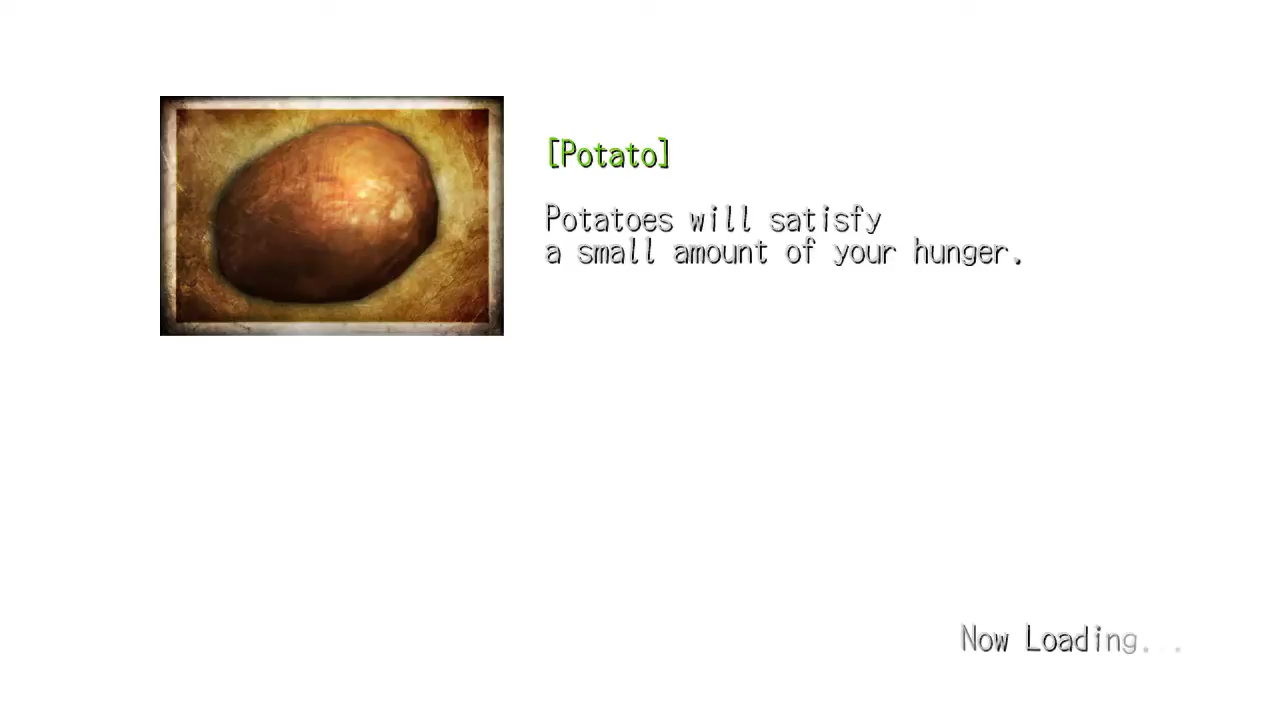 [Potato]
Potatoes will satisfy
a small amount of your hunger.
Now Loading...